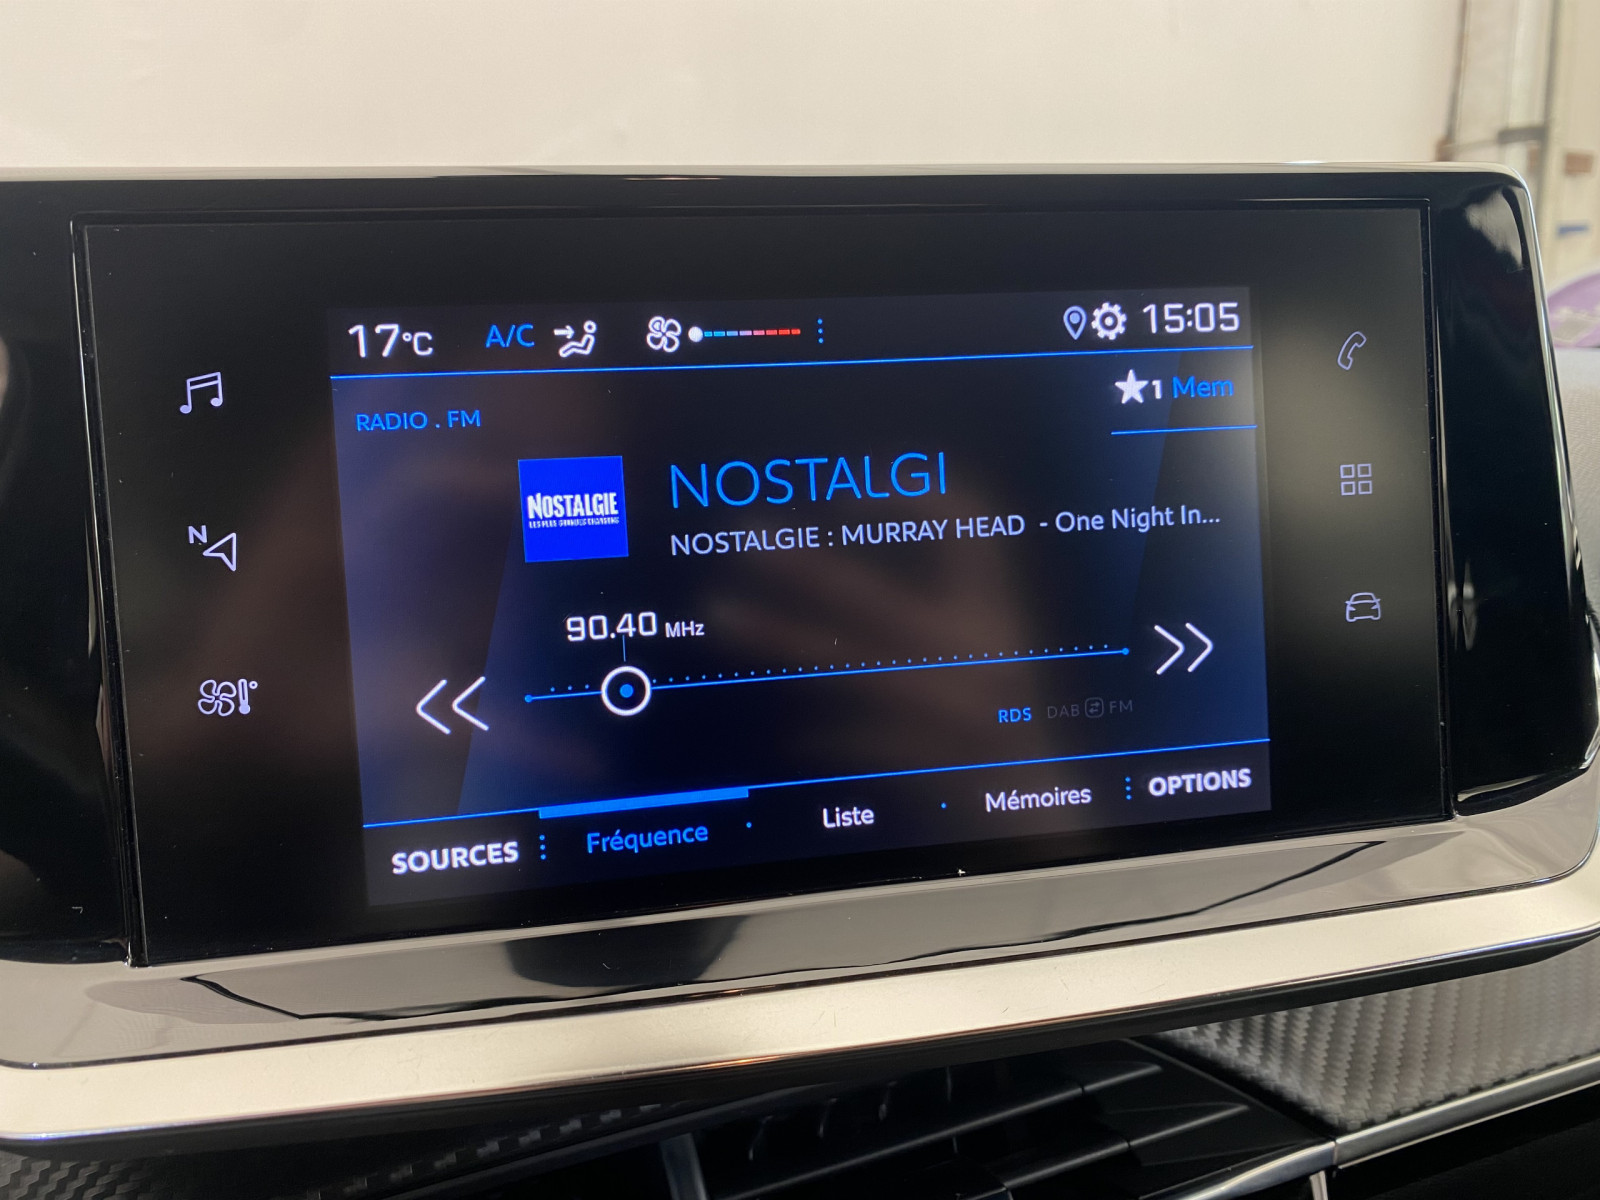 17°C A/C 15:05
1 Mem
RADIO . FM
NOSTALGIE
NOSTALGI
NOSTALGIE : MURRAY HEAD - One Night In...
N
90.40 MHz
RDS DAB FM
SOURCES Fréquence Liste Mémoires OPTIONS